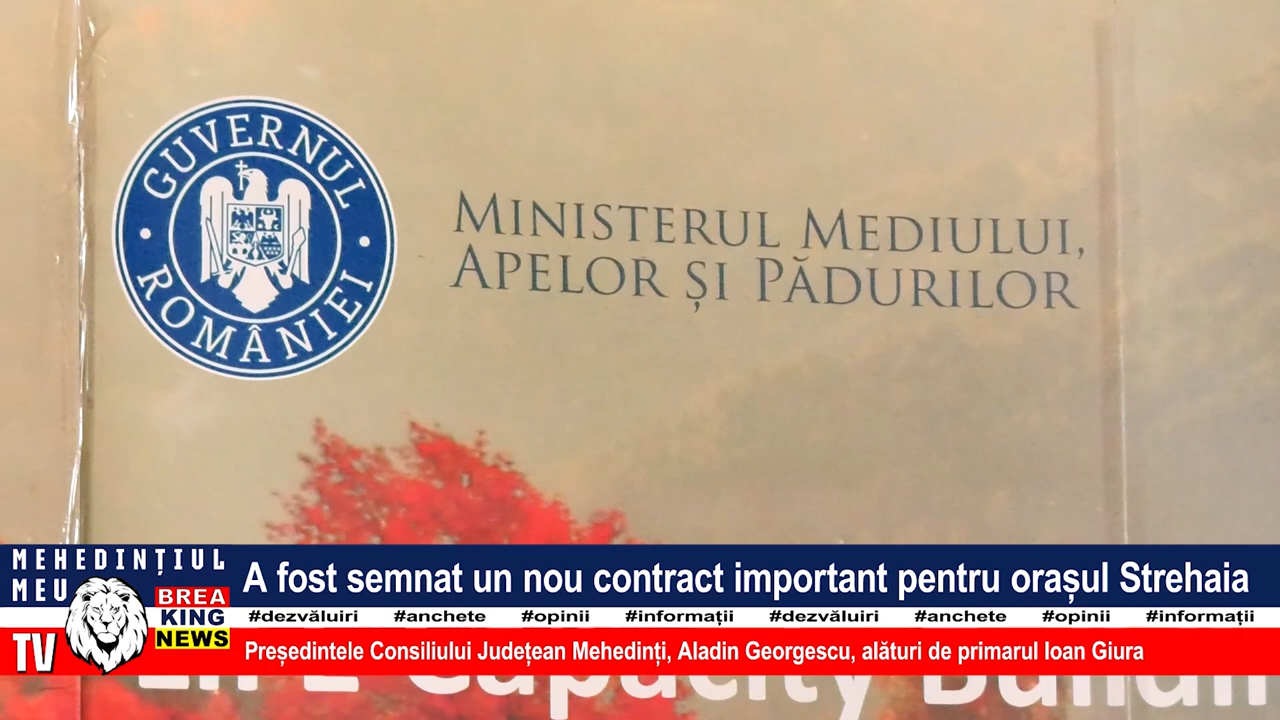 GUVERNUL
ROMÂNIEI
MINISTERUL MEDIULUI,
APELOR ȘI PĂDURILOR
MEHEDINȚIUL
MEU
TV
BREA
KING
NEWS
A fost semnat un nou contract important pentru orașul Strehaia
#dezvăluiri #anchete #opinii #informații #dezvăluiri #anchete #opinii #informații
Președintele Consiliului Județean Mehedinți, Aladin Georgescu, alături de primarul Ioan Giura
Capacity